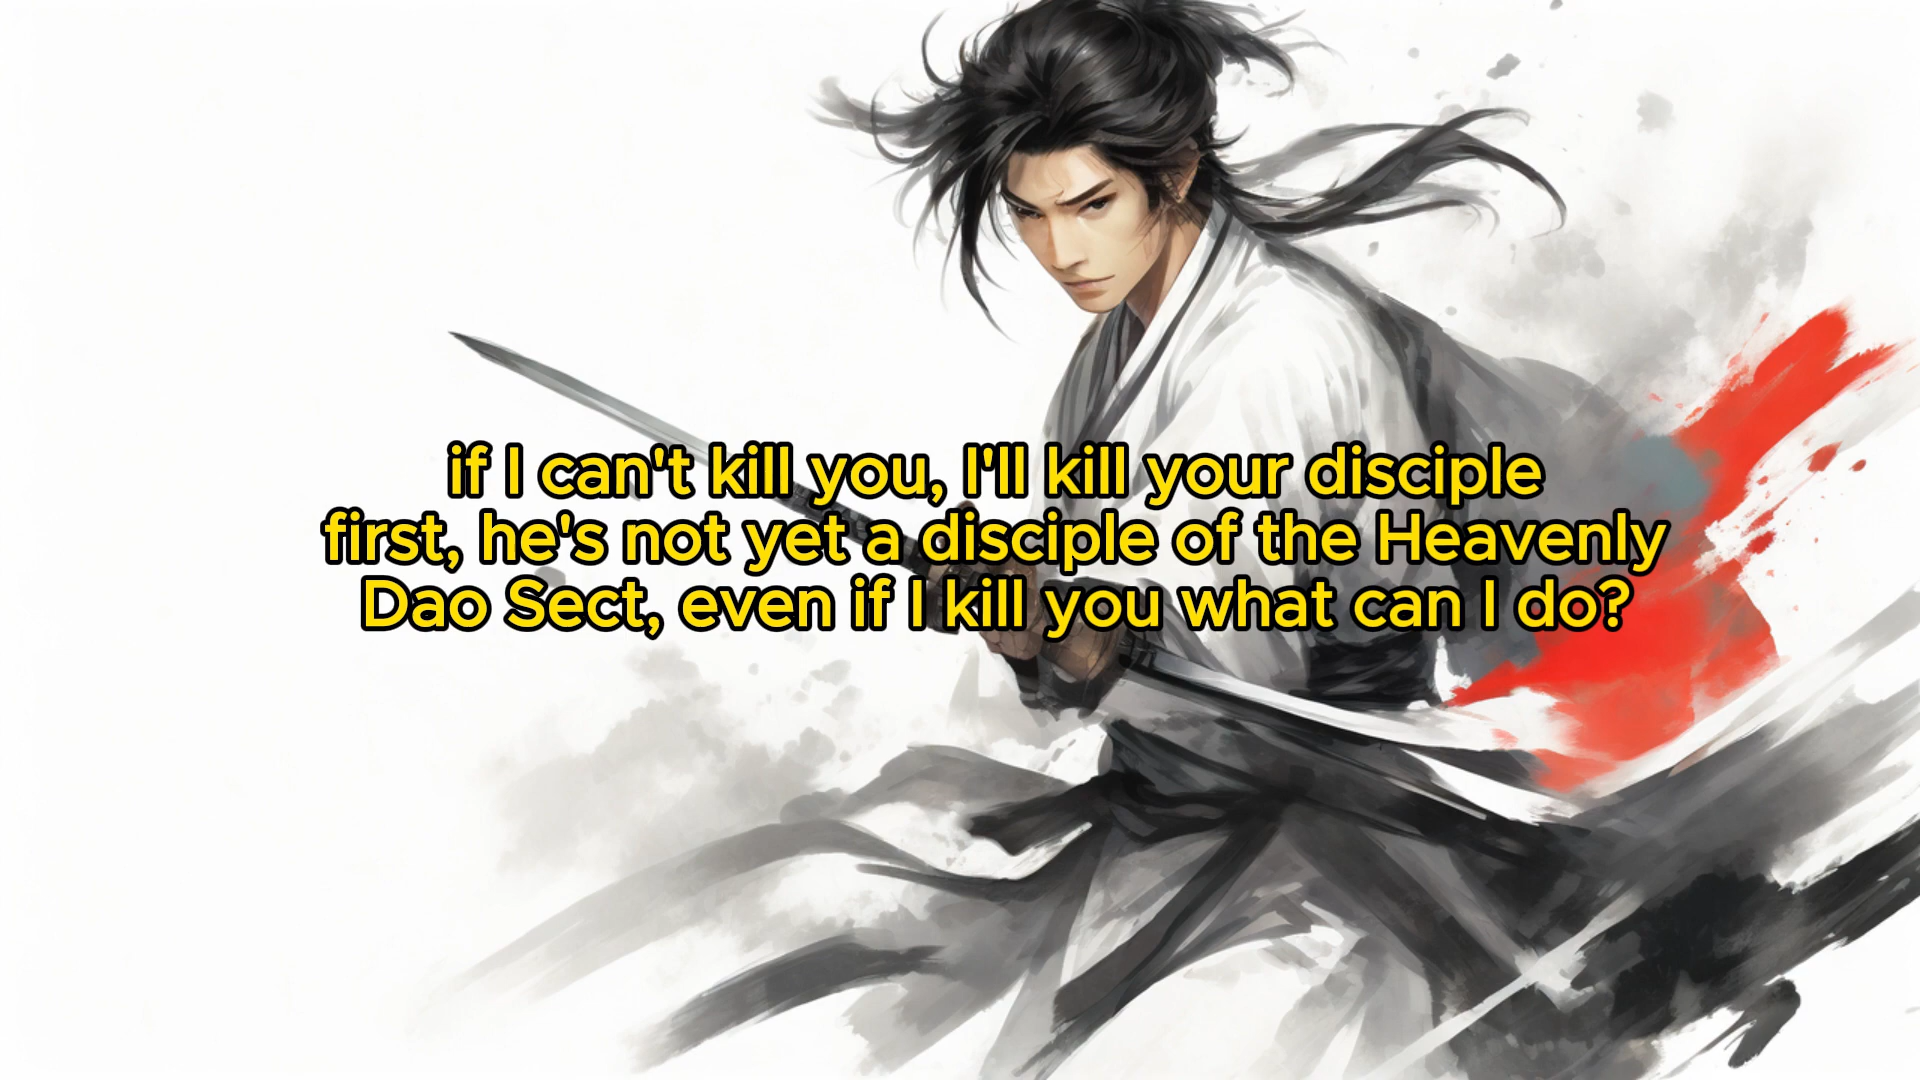 if I can't kill you, I'll kill your disciple
first, he's not yet a disciple of the Heavenly
Dao Sect, even if I kill you what can I do?